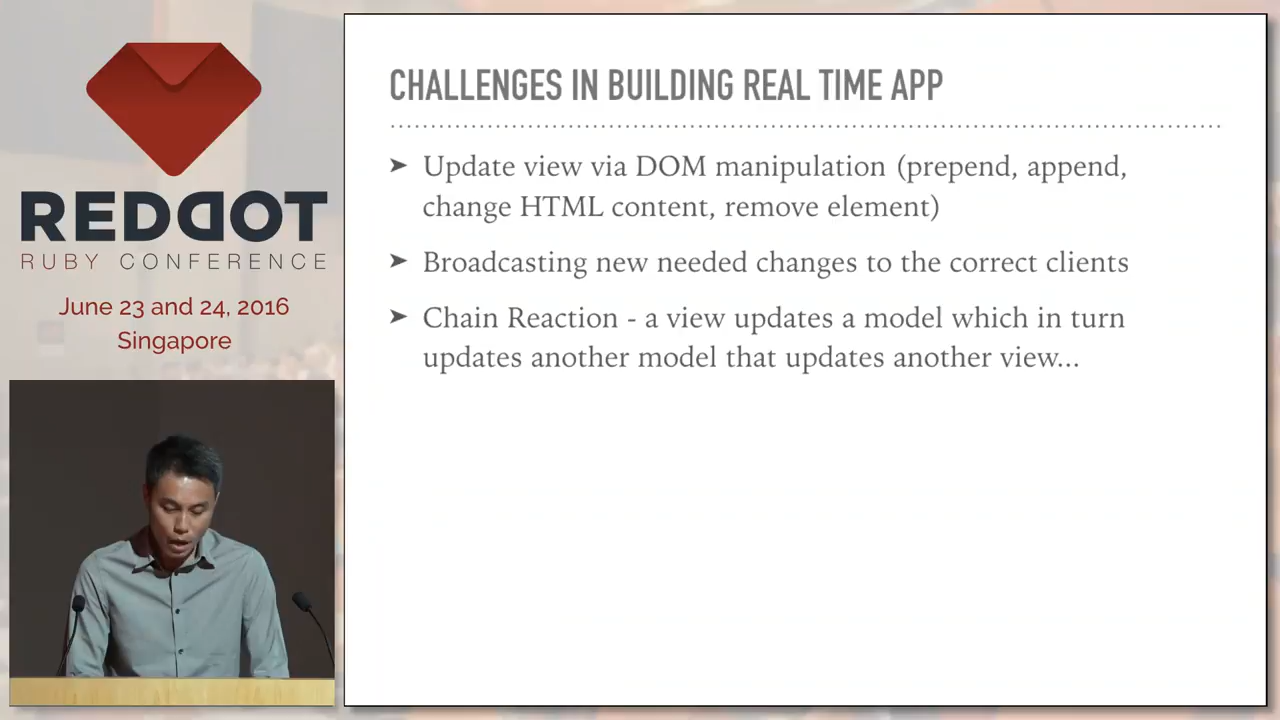 REDDOT
RUBY CONFERENCE
June 23 and 24, 2016
Singapore
CHALLENGES IN BUILDING REAL TIME APP
➤ Update view via DOM manipulation (prepend, append,
change HTML content, remove element)
➤ Broadcasting new needed changes to the correct clients
➤ Chain Reaction - a view updates a model which in turn
updates another model that updates another view...